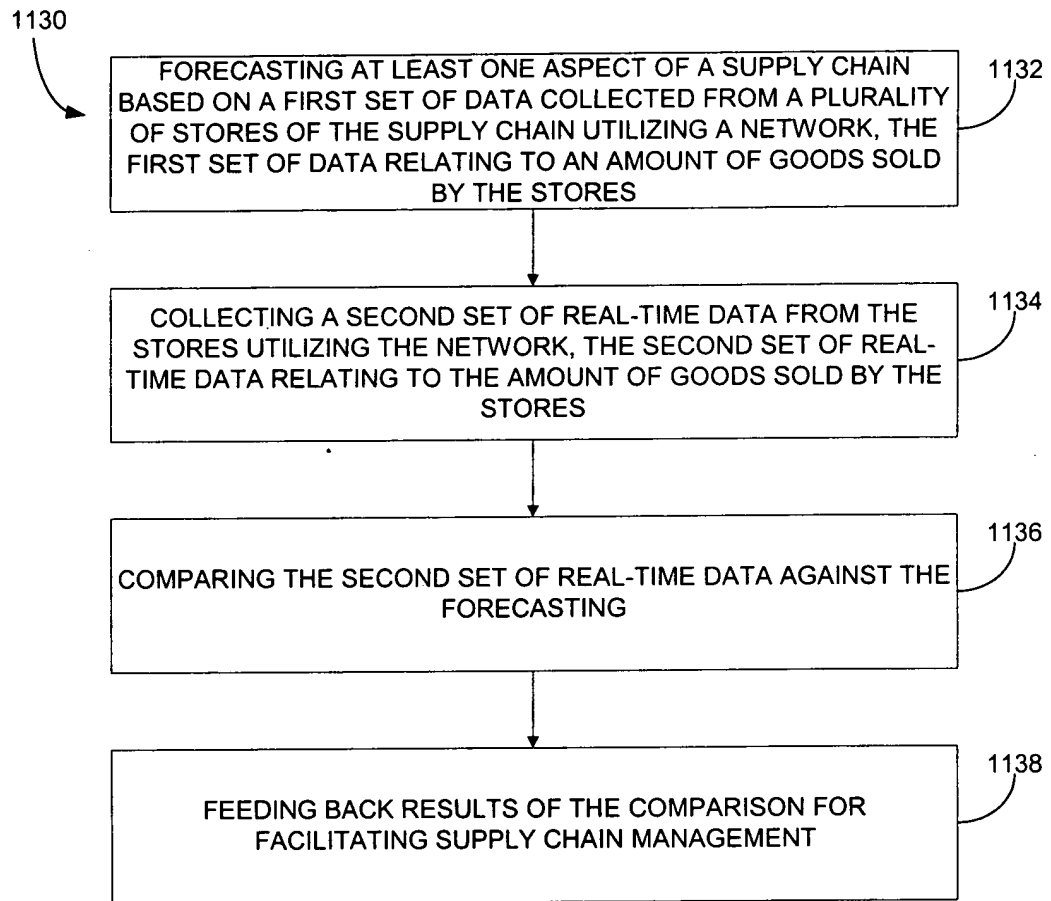 1130
FORECASTING AT LEAST ONE ASPECT OF A SUPPLY CHAIN
BASED ON A FIRST SET OF DATA COLLECTED FROM A PLURALITY
OF STORES OF THE SUPPLY CHAIN UTILIZING A NETWORK, THE
FIRST SET OF DATA RELATING TO AN AMOUNT OF GOODS SOLD
BY THE STORES
1132
COLLECTING A SECOND SET OF REAL-TIME DATA FROM THE
STORES UTILIZING THE NETWORK, THE SECOND SET OF REAL-
TIME DATA RELATING TO THE AMOUNT OF GOODS SOLD BY THE
STORES
1134
COMPARING THE SECOND SET OF REAL-TIME DATA AGAINST THE
FORECASTING
1136
FEEDING BACK RESULTS OF THE COMPARISON FOR
FACILITATING SUPPLY CHAIN MANAGEMENT
1138